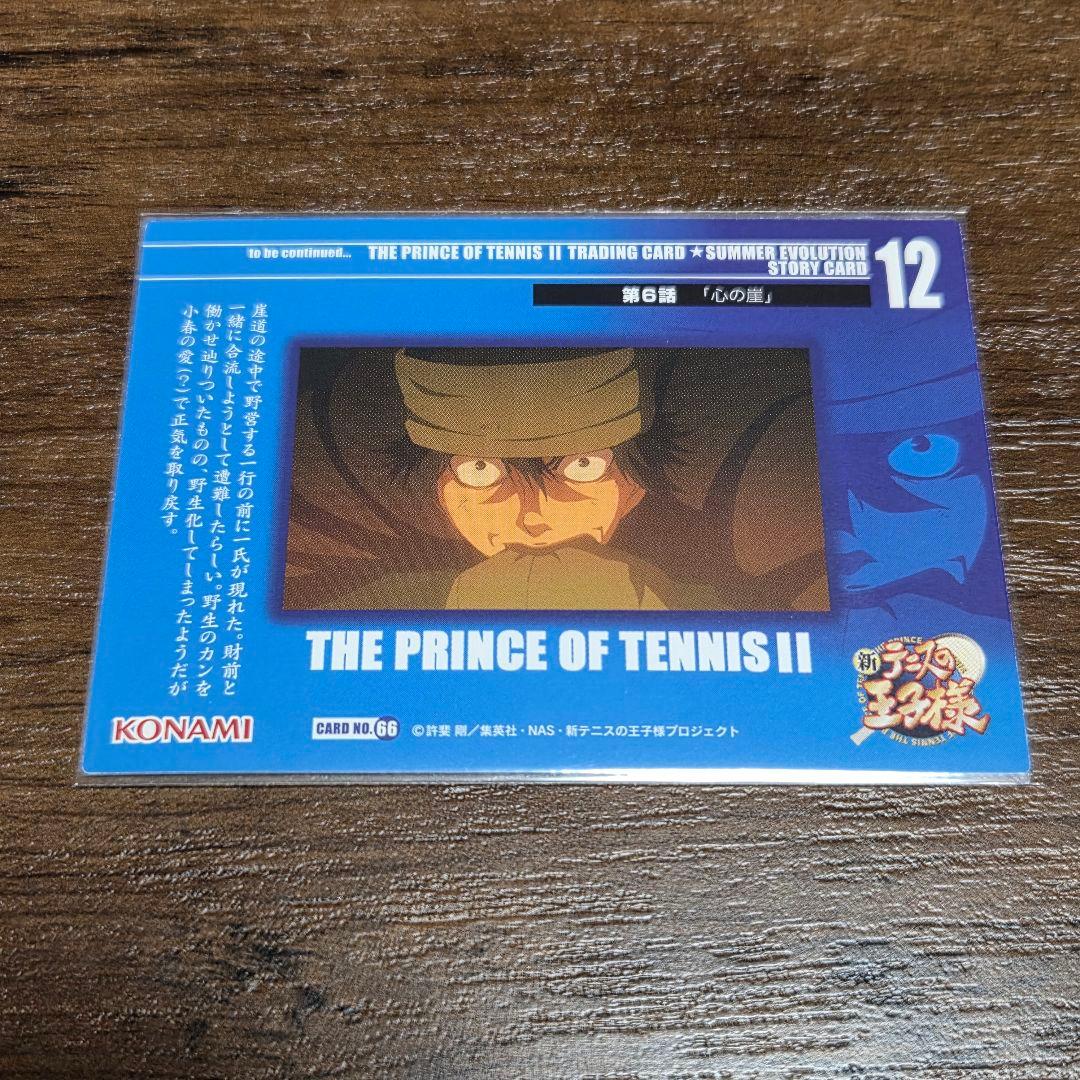 to be continued... THE PRINCE OF TENNIS II TRADING CARD ★SUMMER EVOLUTION
STORY CARD
12
第6話 「心の崖」
崖道の途中で野営する一行の前に一氏が現れた。財前と
一緒に合流しようとして遭難したらしい。野生のカンを
働かせ辿りついたものの、野生化してしまったようだが
小春の愛(?)で正気を取り戻す。
THE PRINCE OF TENNIS II
新テニスの
王子様
KONAMI
CARD NO.66
©許斐 剛／集英社・NAS・新テニスの王子様プロジェクト